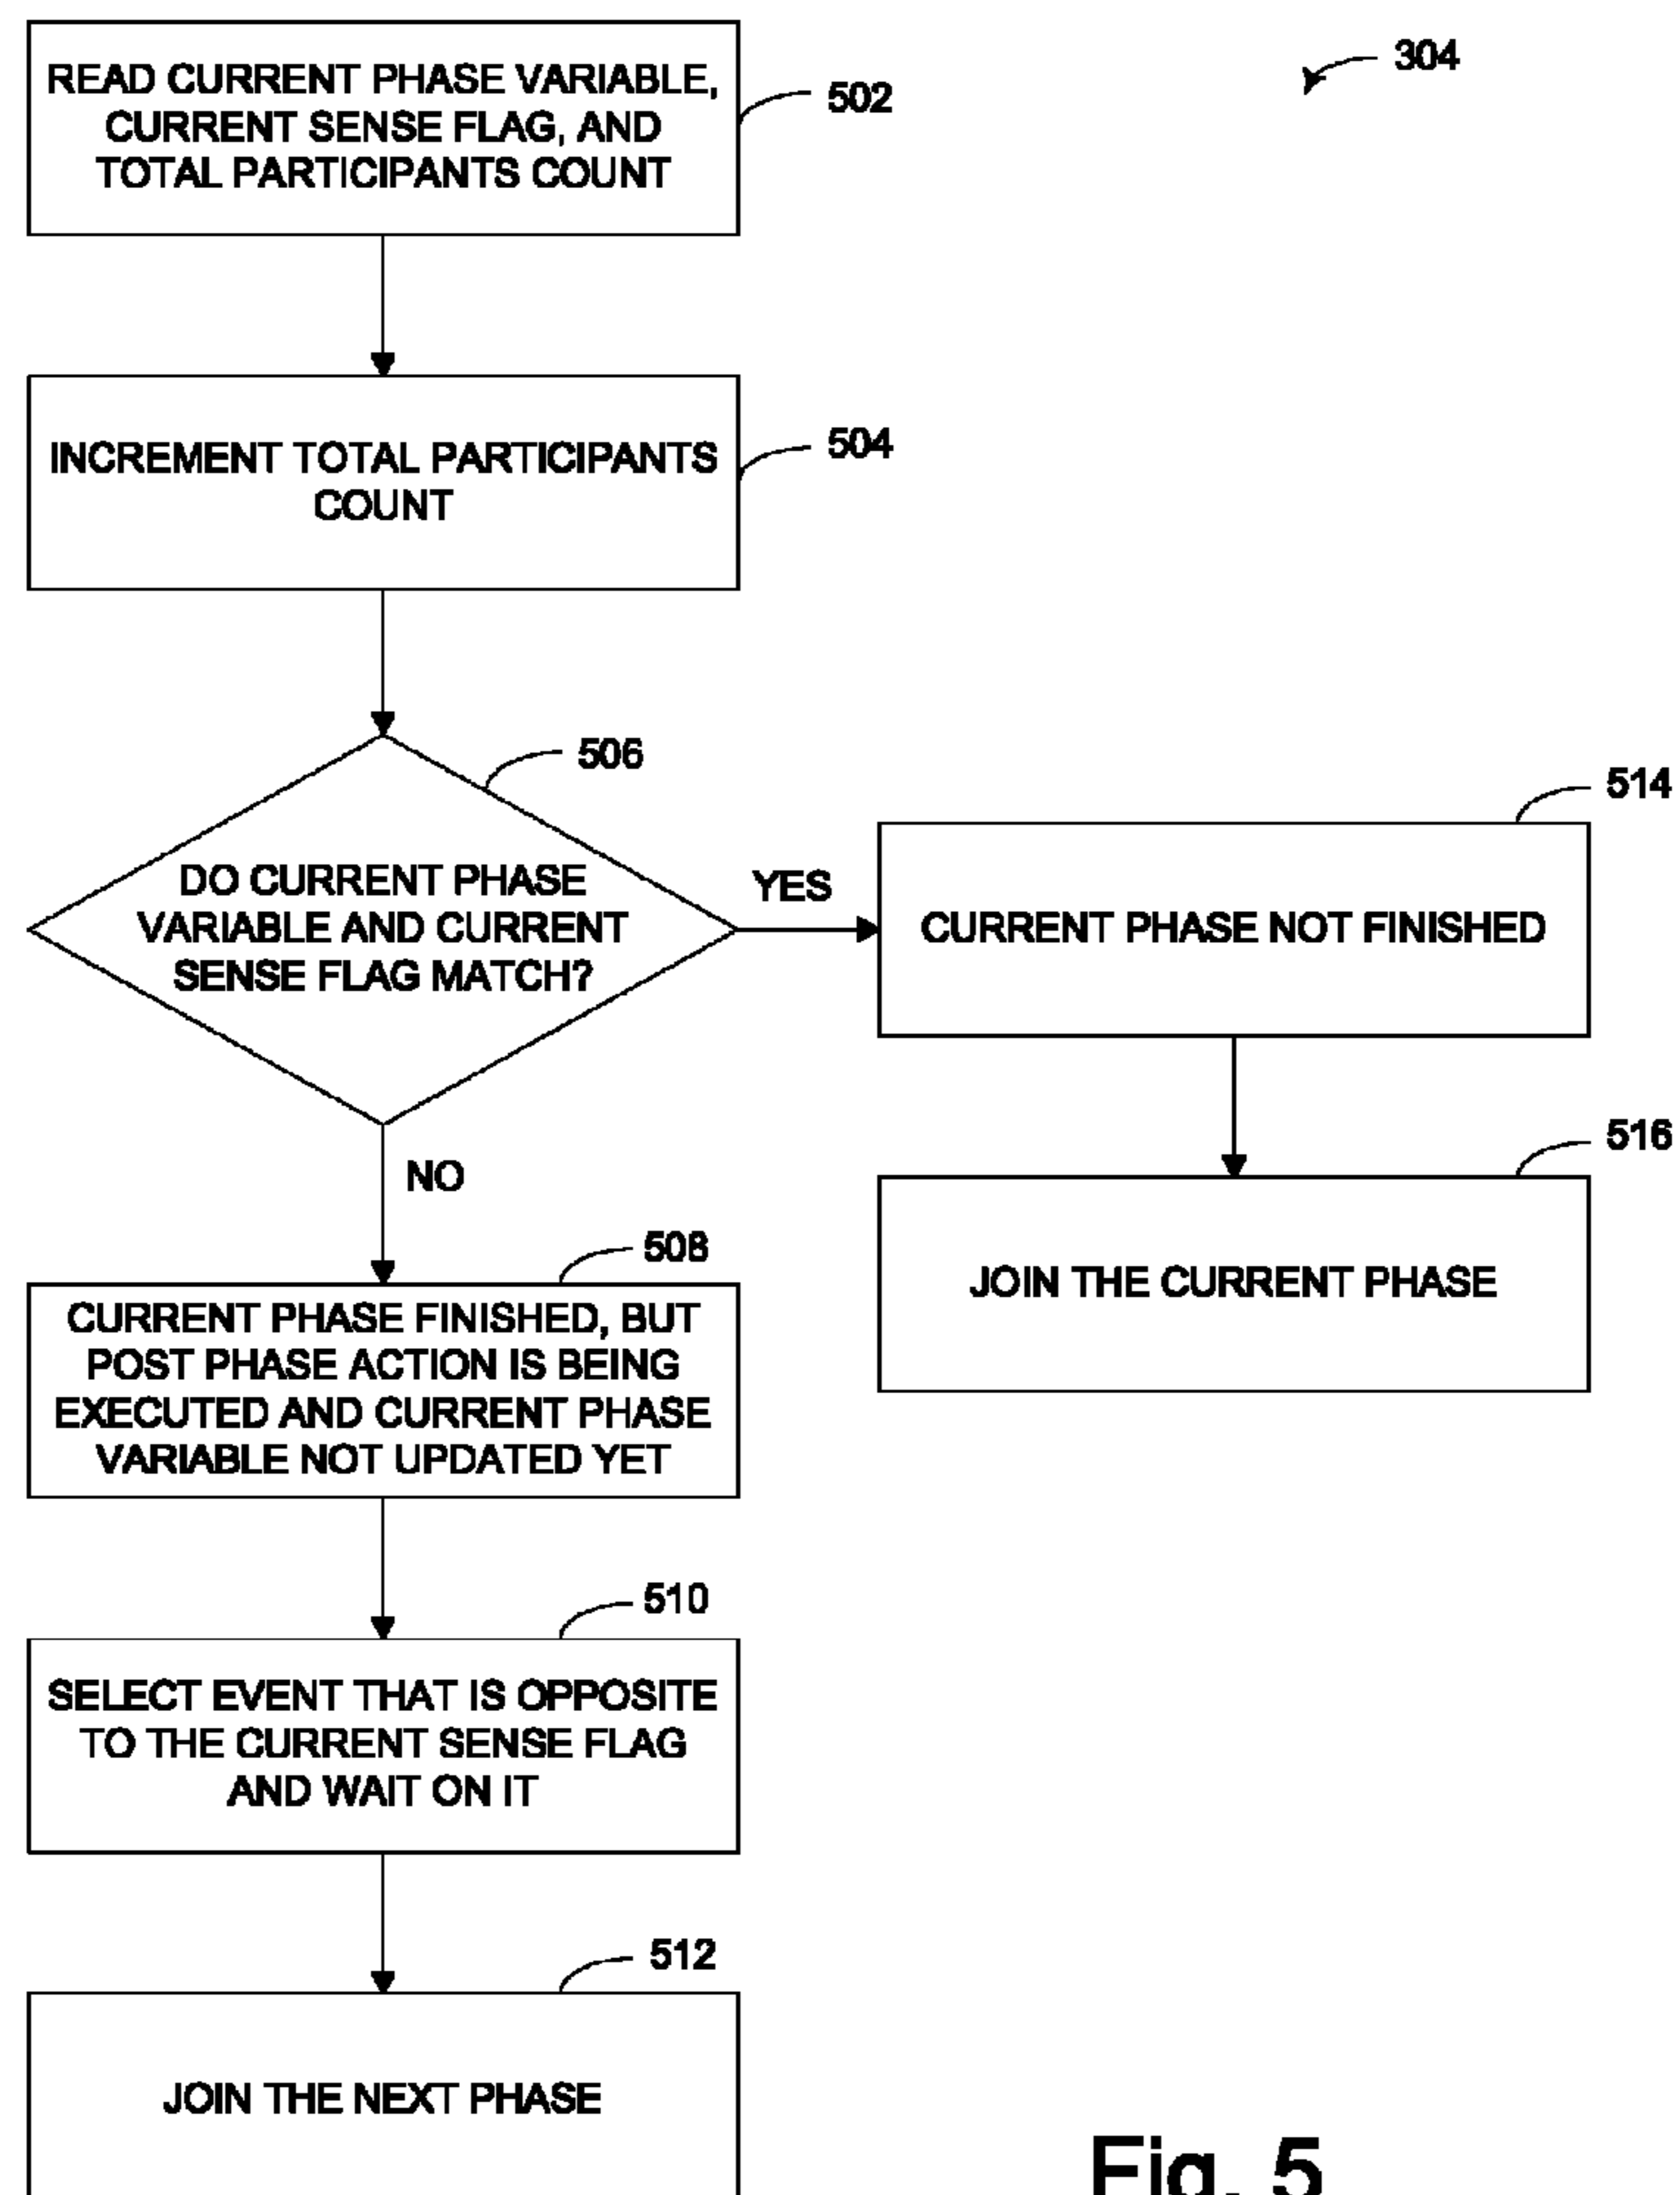 304
READ CURRENT PHASE VARIABLE,
CURRENT SENSE FLAG, AND
TOTAL PARTICIPANTS COUNT
502
INCREMENT TOTAL PARTICIPANTS
COUNT
504
506
DO CURRENT PHASE
VARIABLE AND CURRENT
SENSE FLAG MATCH?
YES
514
CURRENT PHASE NOT FINISHED
516
JOIN THE CURRENT PHASE
NO
508
CURRENT PHASE FINISHED, BUT
POST PHASE ACTION IS BEING
EXECUTED AND CURRENT PHASE
VARIABLE NOT UPDATED YET
510
SELECT EVENT THAT IS OPPOSITE
TO THE CURRENT SENSE FLAG
AND WAIT ON IT
512
JOIN THE NEXT PHASE
Fig. 5